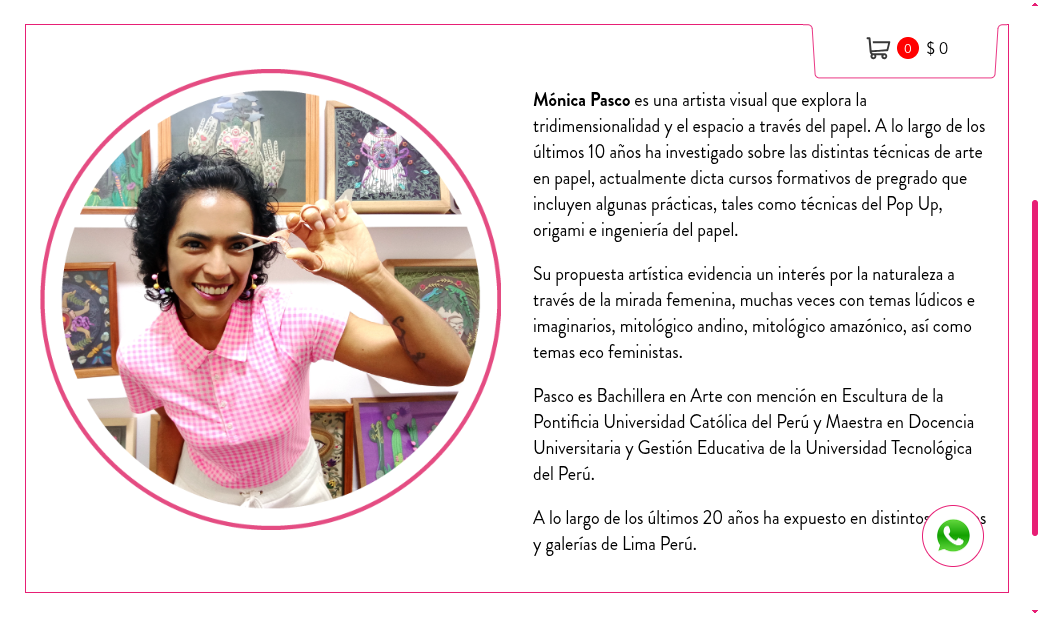 0 $ 0
Mónica Pasco es una artista visual que explora la
tridimensionalidad y el espacio a través del papel. A lo largo de los
últimos 10 años ha investigado sobre las distintas técnicas de arte
en papel, actualmente dicta cursos formativos de pregrado que
incluyen algunas prácticas, tales como técnicas del Pop Up,
origami e ingeniería del papel.
Su propuesta artística evidencia un interés por la naturaleza a
través de la mirada femenina, muchas veces con temas lúdicos e
imaginarios, mitológico andino, mitológico amazónico, así como
temas eco feministas.
Pasco es Bachillera en Arte con mención en Escultura de la
Pontificia Universidad Católica del Perú y Maestra en Docencia
Universitaria y Gestión Educativa de la Universidad Tecnológica
del Perú.
A lo largo de los últimos 20 años ha expuesto en distintos
y galerías de Lima Perú.